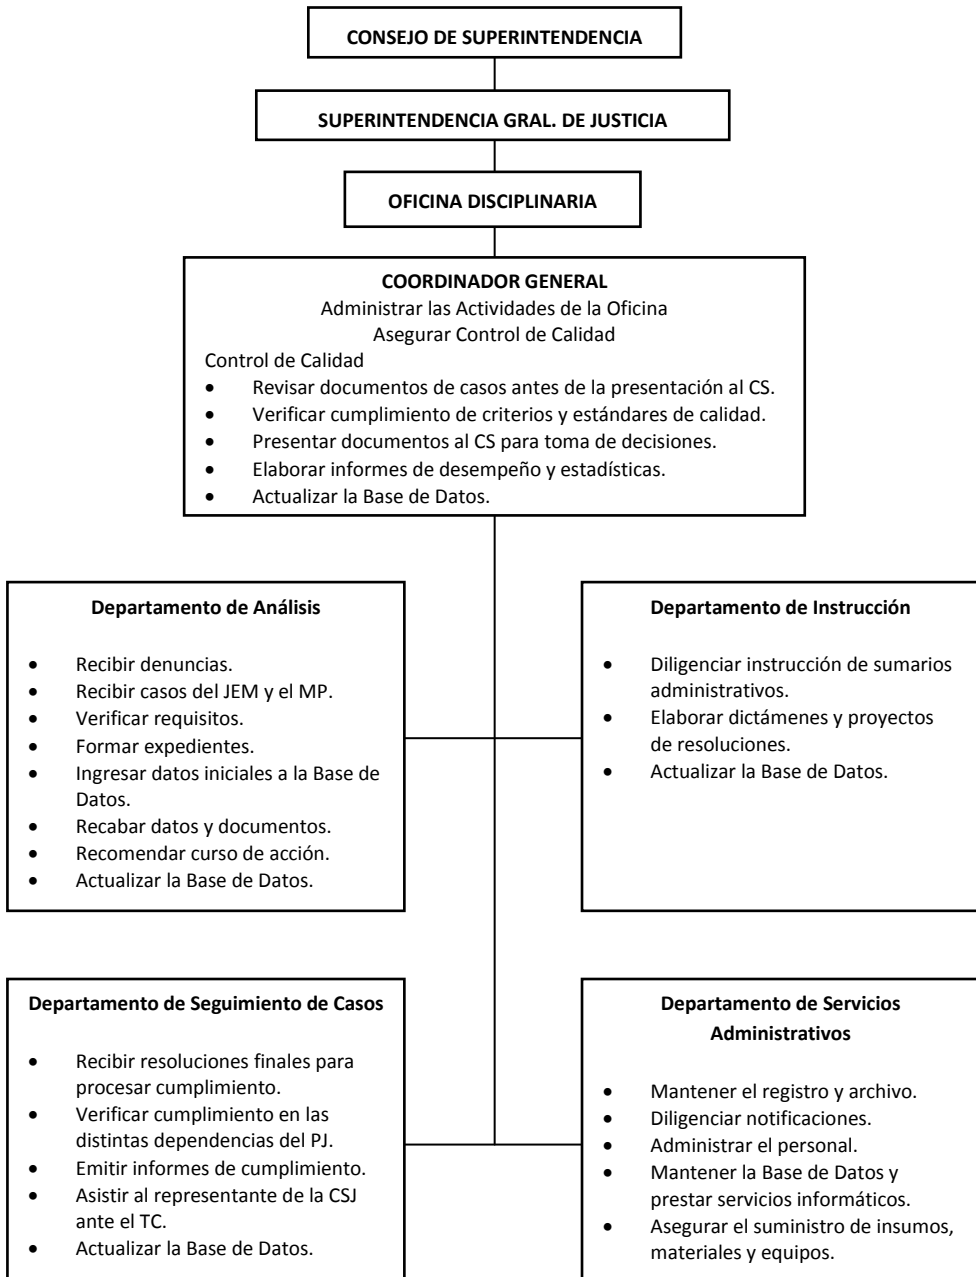 CONSEJO DE SUPERINTENDENCIA
SUPERINTENDENCIA GRAL. DE JUSTICIA
OFICINA DISCIPLINARIA
COORDINADOR GENERAL
Administrar las Actividades de la Oficina
Asegurar Control de Calidad
Control de Calidad
• Revisar documentos de casos antes de la presentación al CS.
• Verificar cumplimiento de criterios y estándares de calidad.
• Presentar documentos al CS para toma de decisiones.
• Elaborar informes de desempeño y estadísticas.
• Actualizar la Base de Datos.
Departamento de Análisis
• Recibir denuncias.
• Recibir casos del JEM y el MP.
• Verificar requisitos.
• Formar expedientes.
• Ingresar datos iniciales a la Base de
Datos.
• Recabar datos y documentos.
• Recomendar curso de acción.
• Actualizar la Base de Datos.
Departamento de Instrucción
• Diligenciar instrucción de sumarios
administrativos.
• Elaborar dictámenes y proyectos
de resoluciones.
• Actualizar la Base de Datos.
Departamento de Seguimiento de Casos
• Recibir resoluciones finales para
procesar cumplimiento.
• Verificar cumplimiento en las
distintas dependencias del PJ.
• Emitir informes de cumplimiento.
• Asistir al representante de la CSJ
ante el TC.
• Actualizar la Base de Datos.
Departamento de Servicios
Administrativos
• Mantener el registro y archivo.
• Diligenciar notificaciones.
• Administrar el personal.
• Mantener la Base de Datos y
prestar servicios informáticos.
• Asegurar el suministro de insumos,
materiales y equipos.